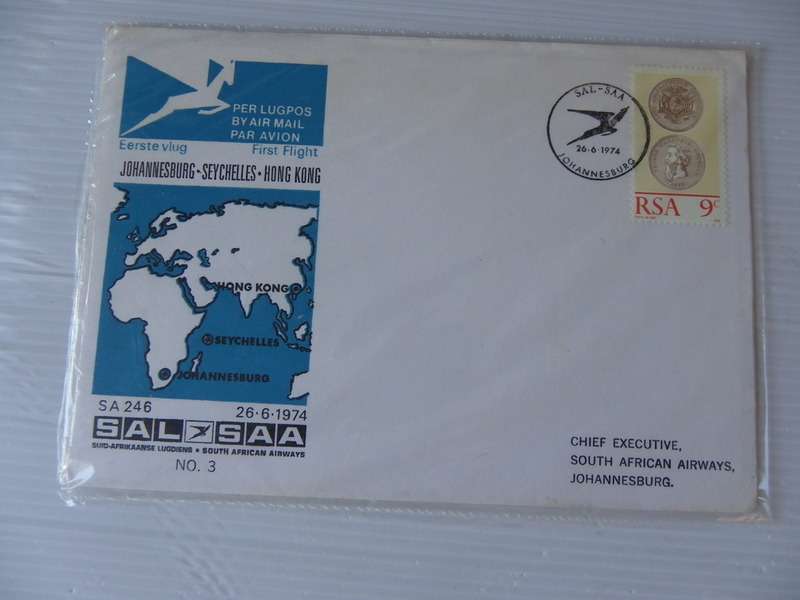 PER LUGPOS
BY AIR MAIL
PAR AVION
Eerste vlug First Flight
JOHANNESBURG-SEYCHELLES-HONG KONG
HONG KONG
SEYCHELLES
JOHANNESBURG
SA 246 26·6·1974
SAL SAA
SUID-AFRIKAANSE LUGDIENS • SOUTH AFRICAN AIRWAYS
NO. 3
SAL-SAA
26-6-1974
JOHANNESBURG
RSA 9c
CHIEF EXECUTIVE,
SOUTH AFRICAN AIRWAYS,
JOHANNESBURG.